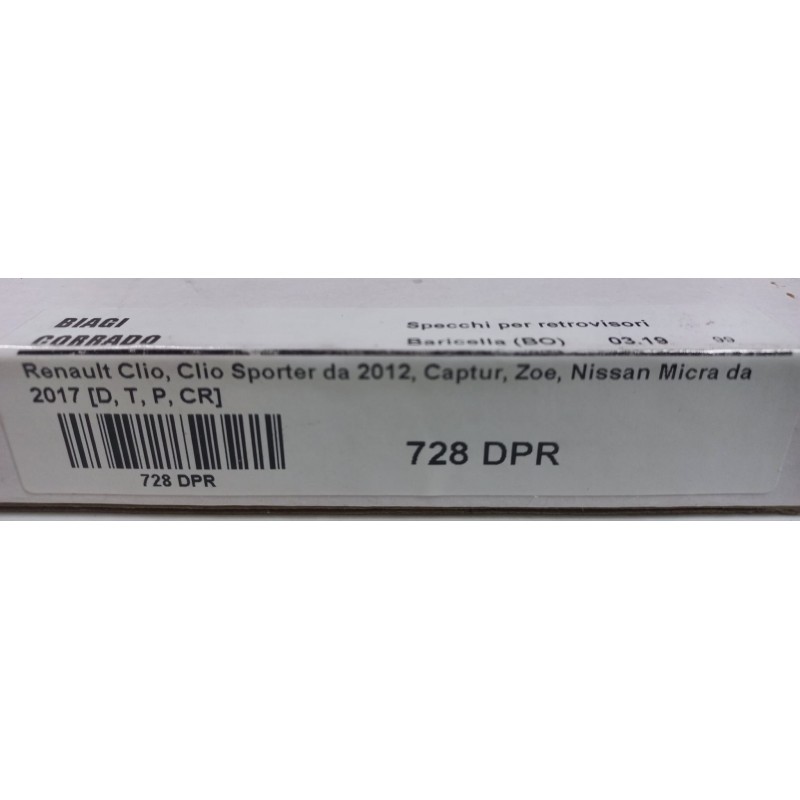 BIAGI
CORRADO
Specchi per retrovisori
Baricella (BO) 03.19 99
Renault Clio, Clio Sporter da 2012, Captur, Zoe, Nissan Micra da
2017 [D, T, P, CR]
728 DPR
728 DPR